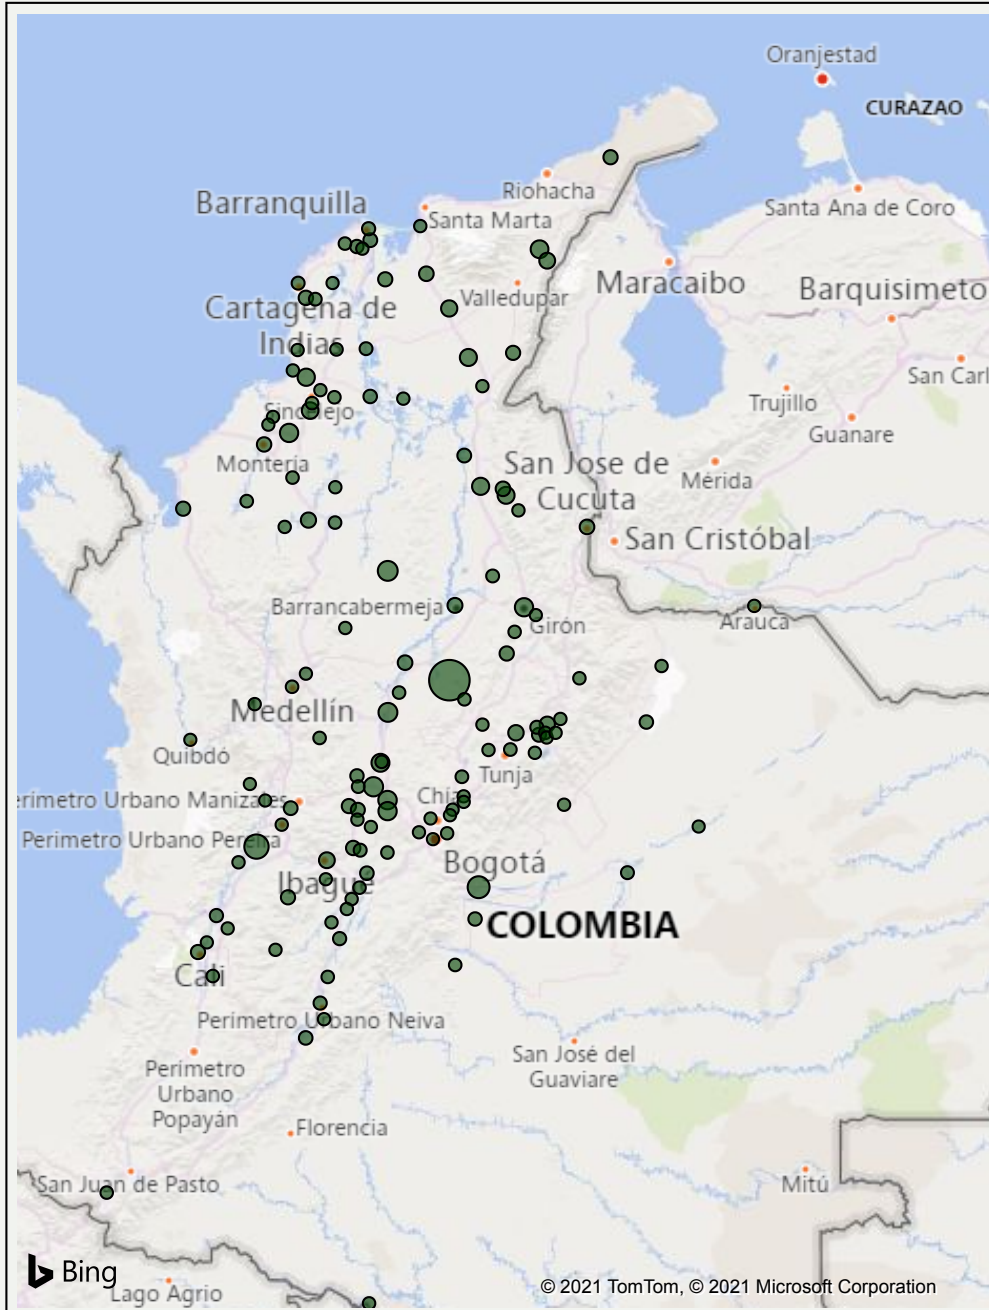 Oranjestad
CURAZAO
Riohacha
Barranquilla
Santa Marta
Santa Ana de Coro
Maracaibo
Barquisimeto
Valledupar
Cartagena de
Indias
San Carl
Trujillo
Sincelejo
Guanare
Montería
San Jose de
Cucuta
Mérida
San Cristóbal
Barrancabermeja
Girón
Arauca
Medellín
Quibdó
Tunja
Chía
erímetro Urbano Manizales
Perimetro Urbano Pereira
Bogotá
Ibagué
COLOMBIA
Cali
Perímetro Urbano Neiva
San José del
Guaviare
Perímetro
Urbano
Popayán
Florencia
San Juan de Pasto
Mitú
Bing
Lago Agrio
© 2021 TomTom, © 2021 Microsoft Corporation